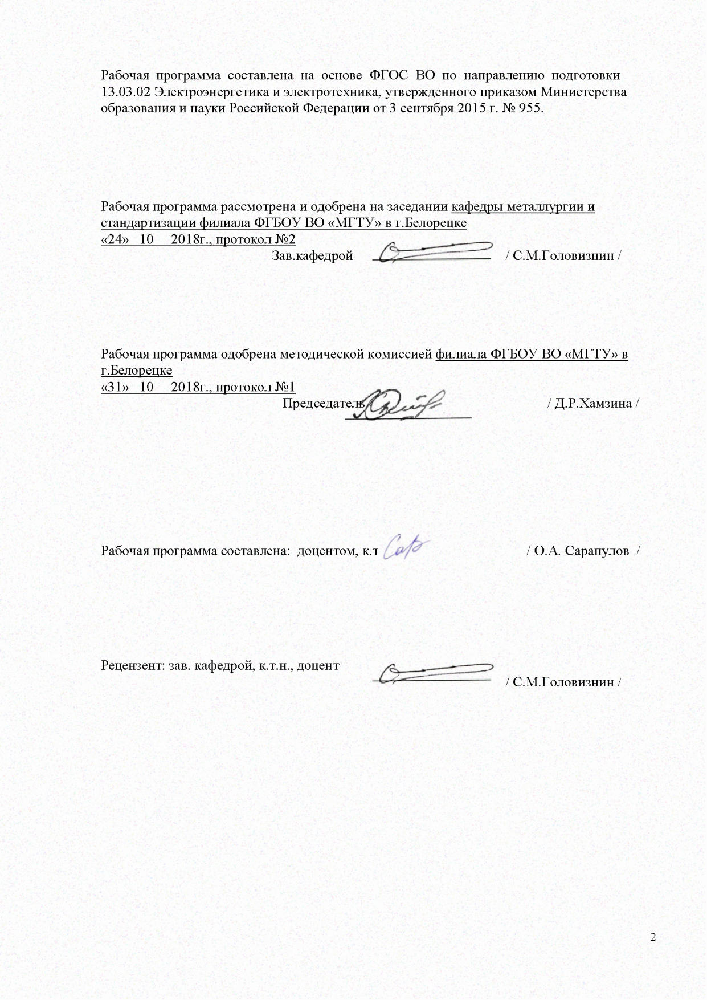 Рабочая программа составлена на основе ФГОС ВО по направлению подготовки
13.03.02 Электроэнергетика и электротехника, утвержденного приказом Министерства
образования и науки Российской Федерации от 3 сентября 2015 г. № 955.
Рабочая программа рассмотрена и одобрена на заседании кафедры металлургии и
стандартизации филиала ФГБОУ ВО «МГТУ» в г.Белорецке
«24» 10 2018г., протокол №2
Зав.кафедрой / С.М.Головизнин /
Рабочая программа одобрена методической комиссией филиала ФГБОУ ВО «МГТУ» в
г.Белорецке
«31» 10 2018г., протокол №1
Председатель / Д.Р.Хамзина /
Рабочая программа составлена: доцентом, к.т / О.А. Сарапулов /
Рецензент: зав. кафедрой, к.т.н., доцент
/ С.М.Головизнин /
2